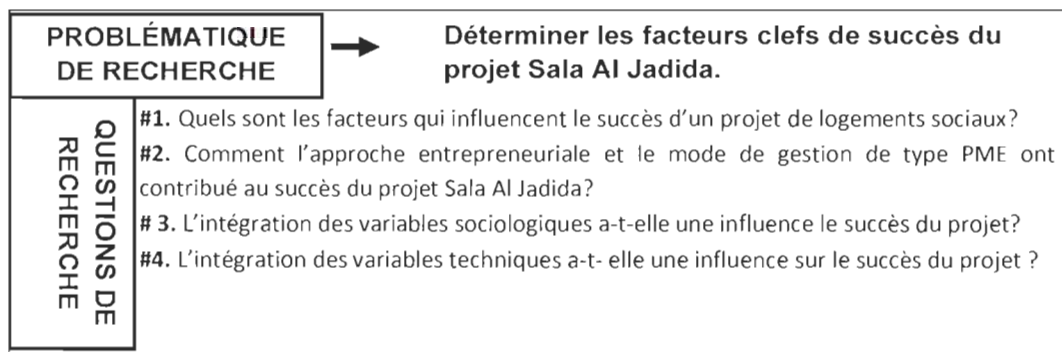 PROBLÉMATIQUE
DE RECHERCHE
Déterminer les facteurs clefs de succès du
projet Sala Al Jadida.
QUESTIONS DE
RECHERCHE
#1. Quels sont les facteurs qui influencent le succès d'un projet de logements sociaux?
#2. Comment l'approche entrepreneuriale et le mode de gestion de type PME ont
contribué au succès du projet Sala Al Jadida?
# 3. L'intégration des variables sociologiques a-t-elle une influence le succès du projet?
#4. L'intégration des variables techniques a-t- elle une influence sur le succès du projet ?